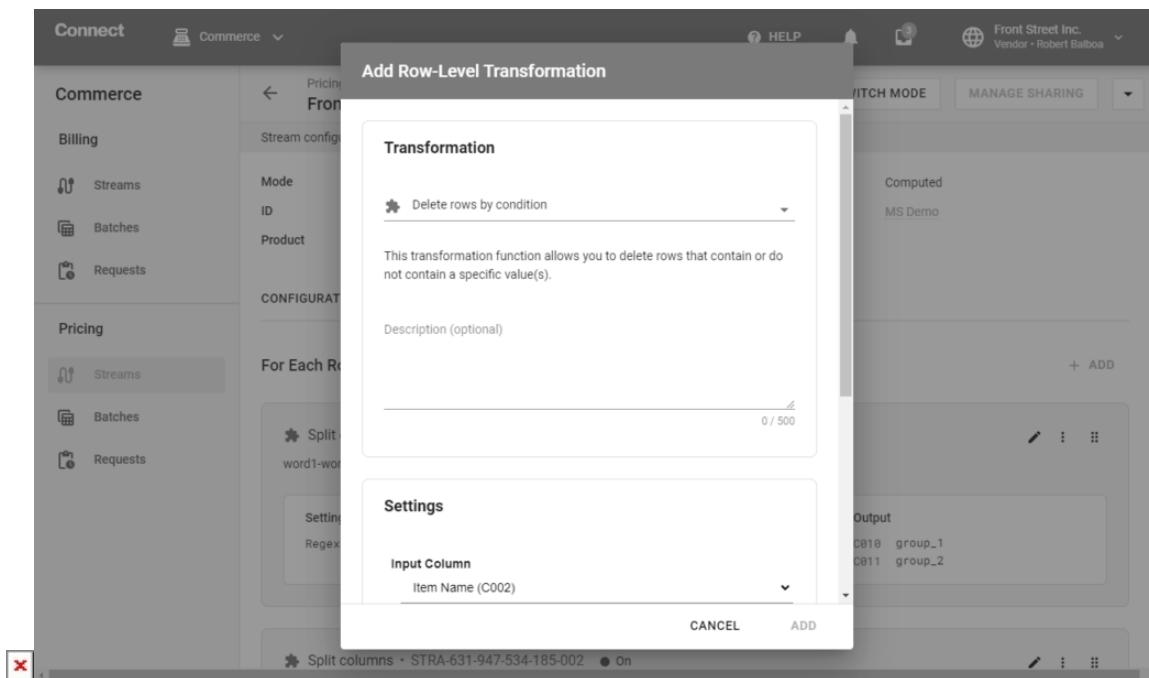 Connect
Commerce
HELP
3
Front Street Inc.
Vendor • Robert Balboa
Commerce
Billing
Streams
Batches
Requests
Pricing
Streams
Batches
Requests
Pricing
Fron
ITCH MODE
MANAGE SHARING
Stream config
Mode
Computed
ID
MS Demo
Product
CONFIGURAT
For Each Ro
+ ADD
Split
word1-wor
Setting
Regex
Output
C010 group_1
C011 group_2
Split columns • STRA-631-947-534-185-002 ● On
Add Row-Level Transformation
Transformation
Delete rows by condition
This transformation function allows you to delete rows that contain or do
not contain a specific value(s).
Description (optional)
0 / 500
Settings
Input Column
Item Name (C002)
CANCEL
ADD